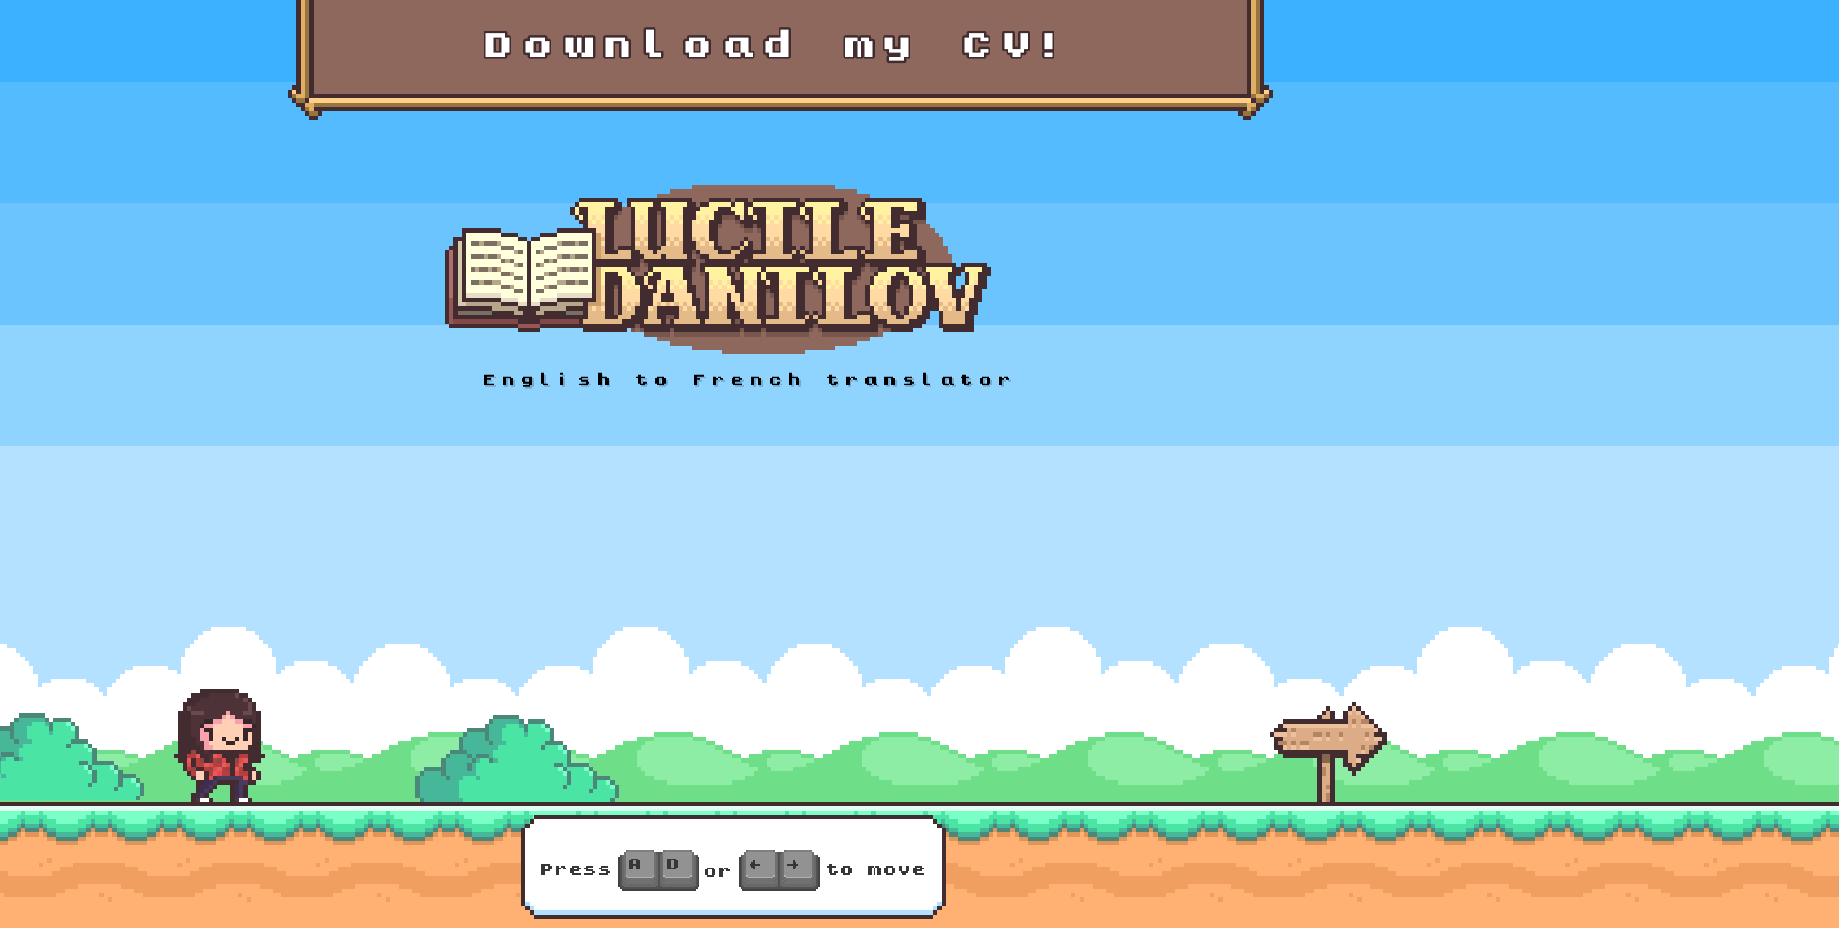 Download my CV!
LUCILE
DANILOV
English to French translator
Press A D or ← → to move